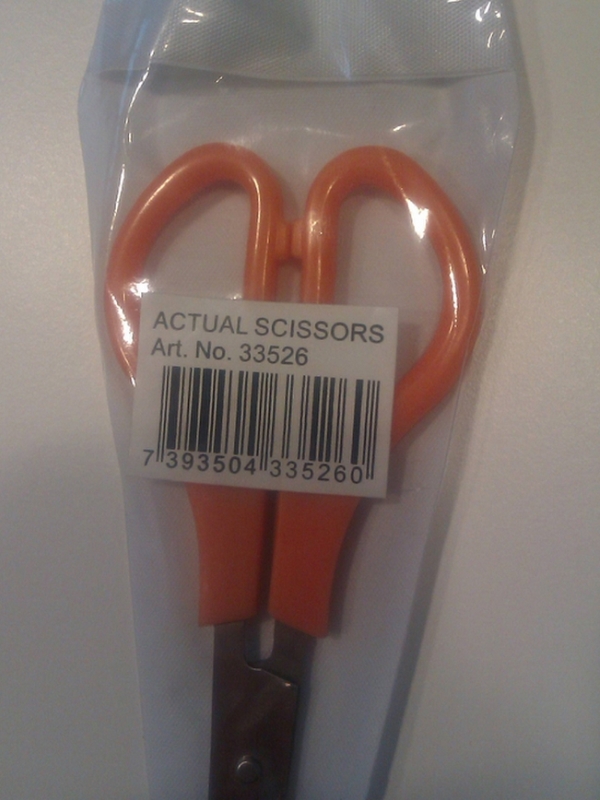 ACTUAL SCISSORS
Art. No. 33526
7 393504 335260